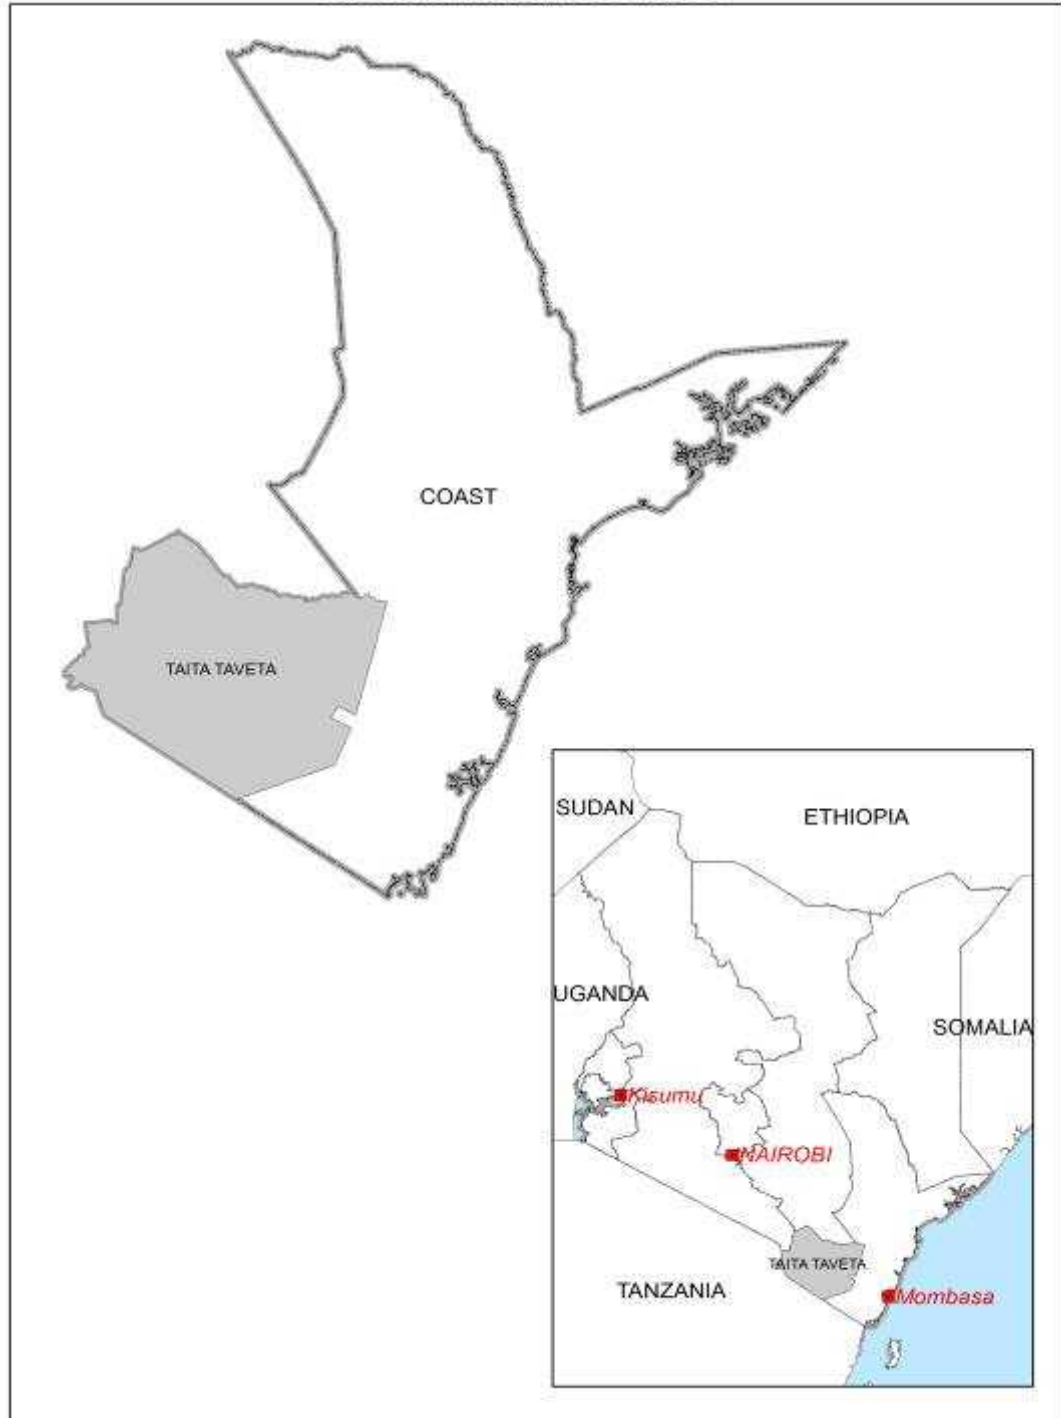 COAST
TAITA TAVETA
SUDAN
ETHIOPIA
UGANDA
SOMALIA
Kisumu
NAIROBI
TAITA TAVETA
TANZANIA
Mombasa